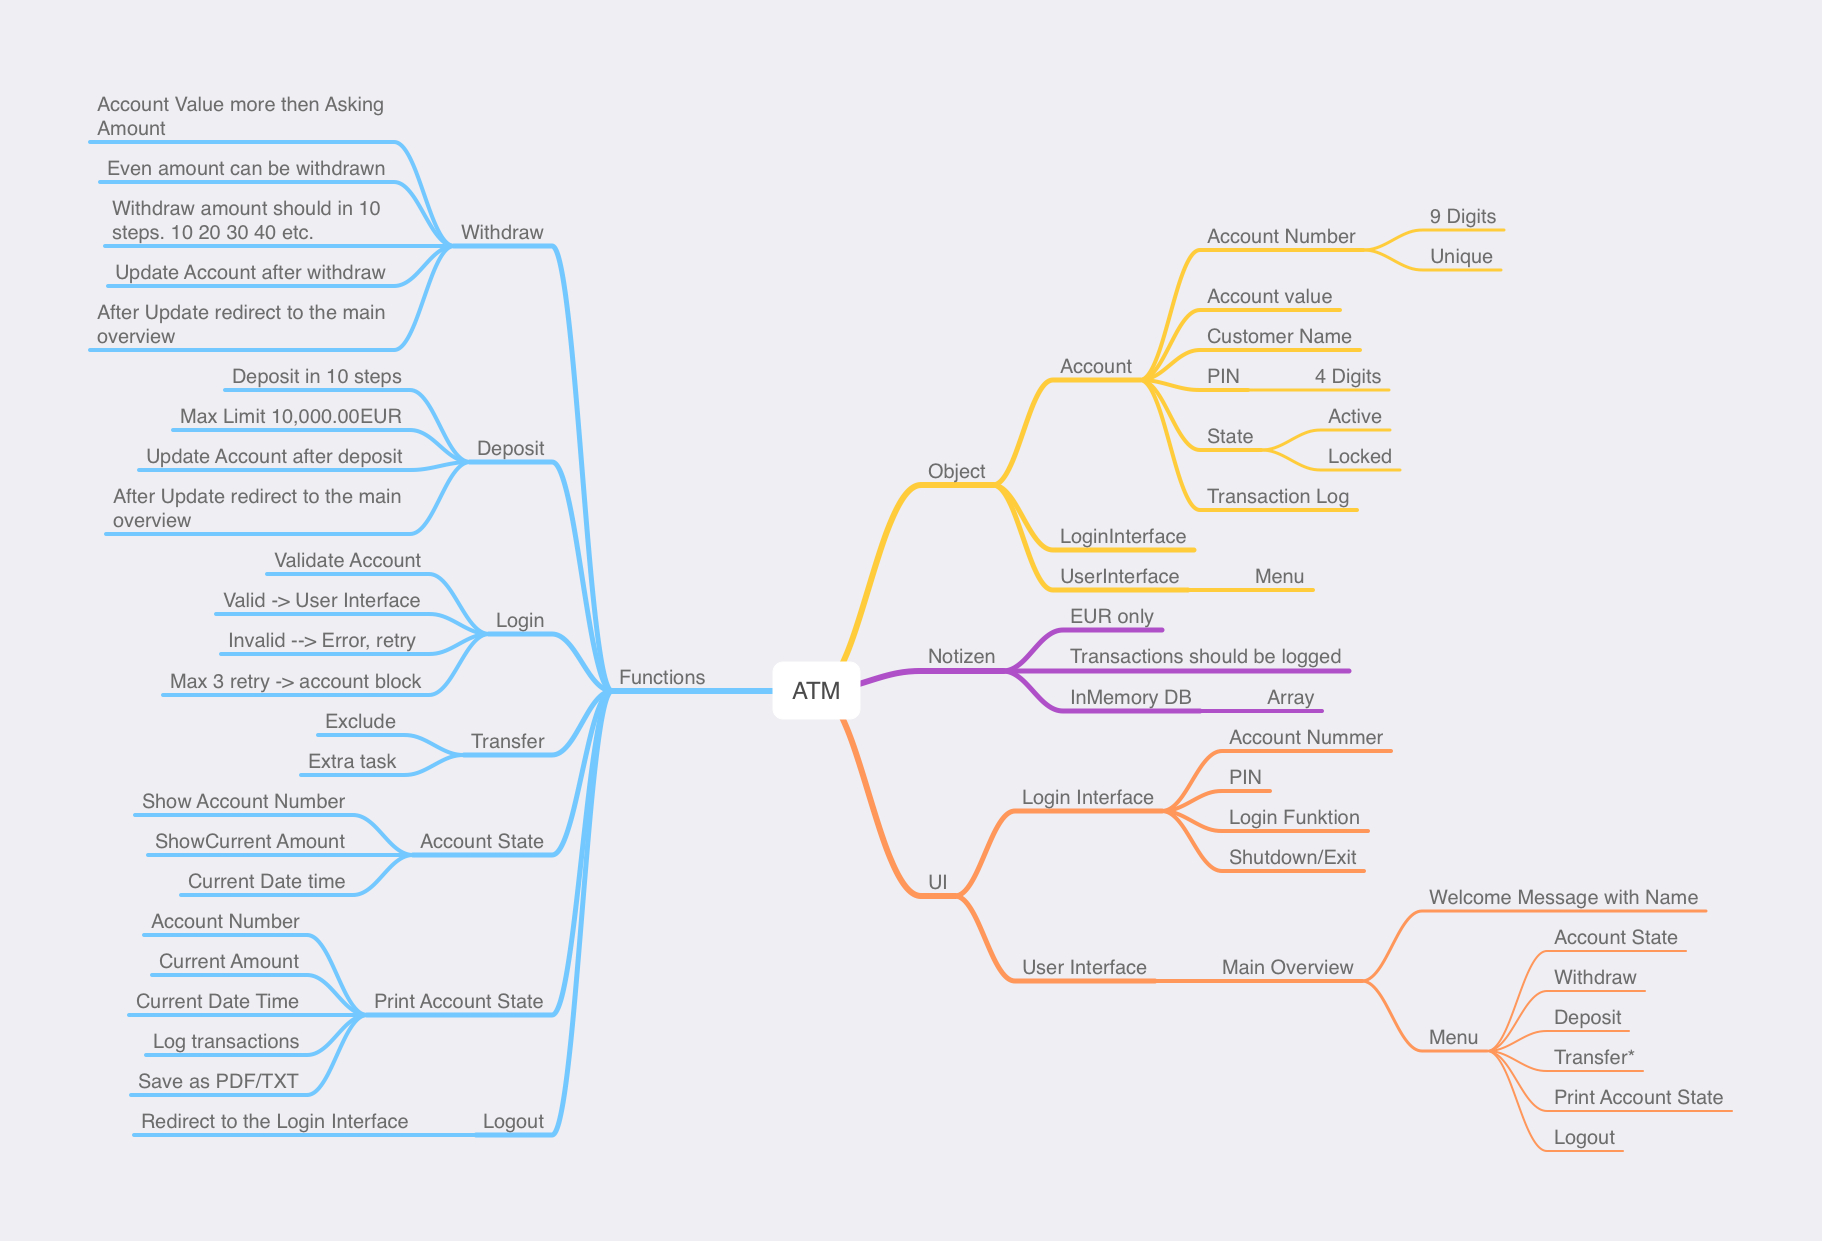 ATM
Functions
Withdraw
Account Value more then Asking
Amount
Even amount can be withdrawn
Withdraw amount should in 10
steps. 10 20 30 40 etc.
Update Account after withdraw
After Update redirect to the main
overview
Deposit
Deposit in 10 steps
Max Limit 10,000.00EUR
Update Account after deposit
After Update redirect to the main
overview
Login
Validate Account
Valid -> User Interface
Invalid --> Error, retry
Max 3 retry -> account block
Transfer
Exclude
Extra task
Account State
Show Account Number
ShowCurrent Amount
Current Date time
Print Account State
Account Number
Current Amount
Current Date Time
Log transactions
Save as PDF/TXT
Logout
Redirect to the Login Interface
Object
Account
Account Number
9 Digits
Unique
Account value
Customer Name
PIN
4 Digits
State
Active
Locked
Transaction Log
LoginInterface
UserInterface
Menu
Notizen
EUR only
Transactions should be logged
InMemory DB
Array
UI
Login Interface
Account Nummer
PIN
Login Funktion
Shutdown/Exit
User Interface
Main Overview
Welcome Message with Name
Menu
Account State
Withdraw
Deposit
Transfer*
Print Account State
Logout